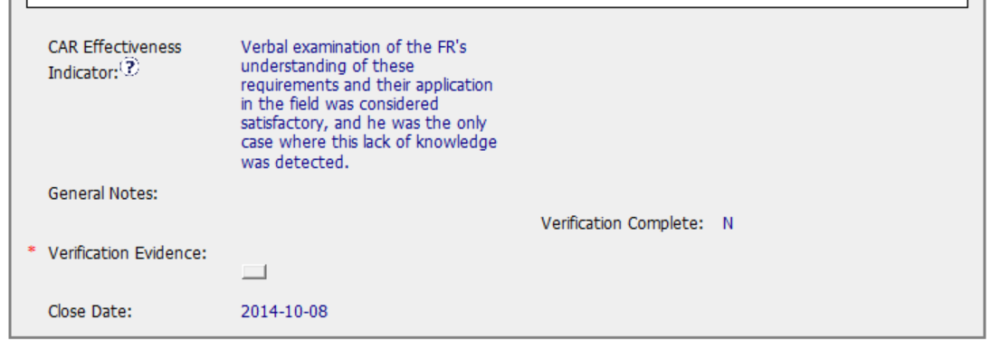 CAR Effectiveness Indicator:?
Verbal examination of the FR's
understanding of these
requirements and their application
in the field was considered
satisfactory, and he was the only
case where this lack of knowledge
was detected.
General Notes:
Verification Complete: N
* Verification Evidence:
Close Date: 2014-10-08